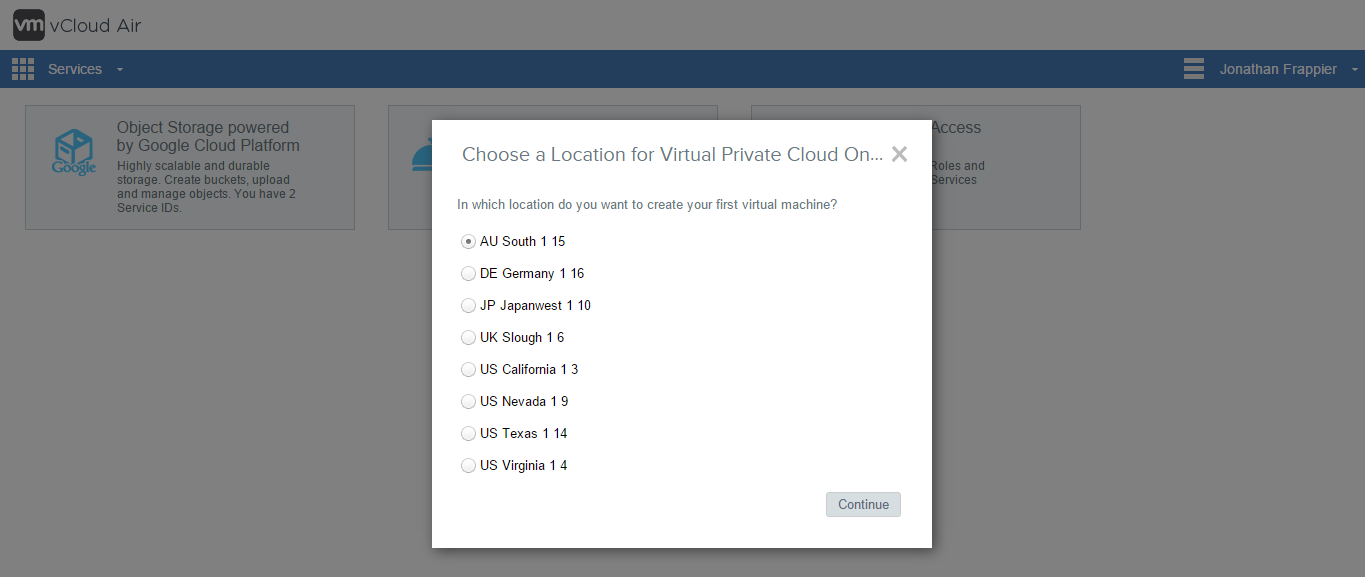 vm vCloud Air
Services
Jonathan Frappier
Object Storage powered
by Google Cloud Platform
Google
Highly scalable and durable
storage. Create buckets, upload
and manage objects. You have 2
Service IDs.
Access
Roles and
Services
Choose a Location for Virtual Private Cloud On...
In which location do you want to create your first virtual machine?
AU South 1 15
DE Germany 1 16
JP Japanwest 1 10
UK Slough 1 6
US California 1 3
US Nevada 1 9
US Texas 1 14
US Virginia 1 4
Continue